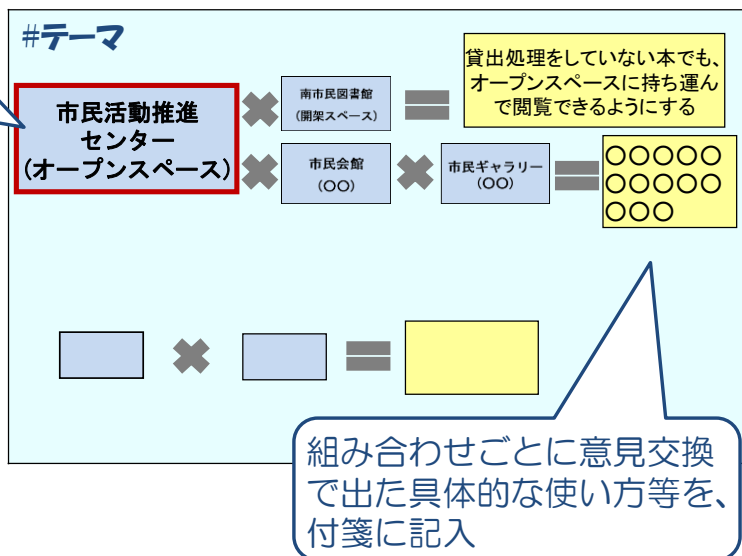 #テーマ
市民活動推進
センター
(オープンスペース)
南市民図書館
(開架スペース)
貸出処理をしていない本でも、
オープンスペースに持ち運ん
で閲覧できるようにする
市民会館
(〇〇)
市民ギャラリー
(〇〇)
〇〇〇〇〇
〇〇〇〇〇
〇〇〇
組み合わせごとに意見交換
で出た具体的な使い方等を、
付箋に記入